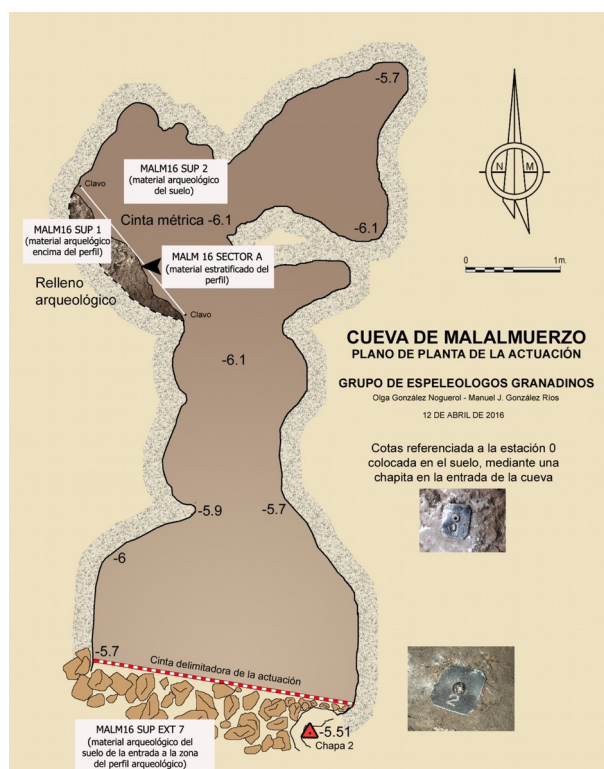 -5.7
MALM16 SUP 2
(material arqueológico
del suelo)
Clavo
Cinta métrica -6.1
-6.1
MALM16 SUP 1
(material arquelógico
encima del perfil)
MALM 16 SECTOR A
(material estratificado del
perfil)
Relleno
arqueológico
Clavo
N M
0 1m.
CUEVA DE MALALMUERZO
PLANO DE PLANTA DE LA ACTUACIÓN
GRUPO DE ESPELEOLOGOS GRANADINOS
Olga González Noguerol - Manuel J. González Ríos
12 DE ABRIL DE 2016
-6.1
Cotas referenciada a la estación 0
colocada en el suelo, mediante una
chapita en la entrada de la cueva
-5.9
-5.7
-6
-5.7
Cinta delimitadora de la actuación
2
MALM16 SUP EXT 7
(material arqueológico del
suelo de la entrada a la zona
del perfil arqueológico)
-5.51
Chapa 2